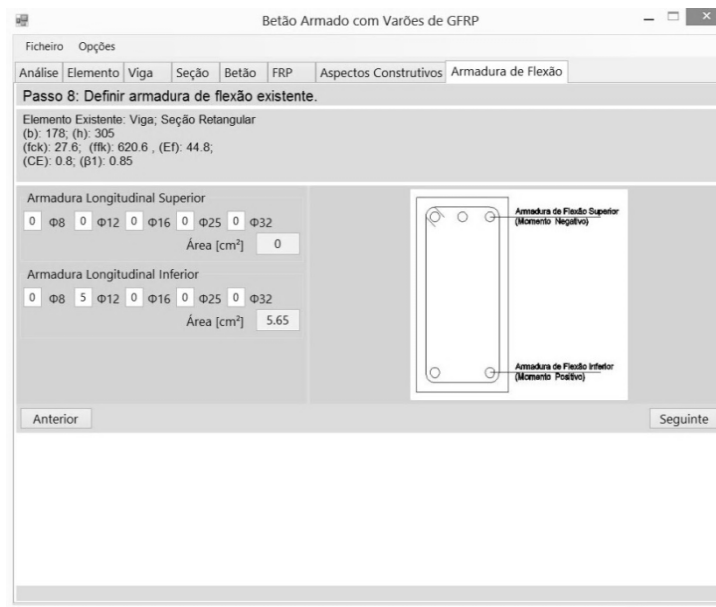 Betão Armado com Varões de GFRP
Ficheiro Opções
Análise Elemento Viga Seção Betão FRP Aspectos Construtivos Armadura de Flexão
Passo 8: Definir armadura de flexão existente.
Elemento Existente: Viga; Seção Retangular
(b): 178; (h): 305
(fck): 27.6; (ffk): 620.6 , (Ef): 44.8;
(CE): 0.8; (β1): 0.85
Armadura Longitudinal Superior
0 Φ8 0 Φ12 0 Φ16 0 Φ25 0 Φ32
Área [cm²] 0
Armadura Longitudinal Inferior
0 Φ8 5 Φ12 0 Φ16 0 Φ25 0 Φ32
Área [cm²] 5.65
Armadura de Flexão Superior
(Momento Negativo)
Armadura de Flexão Inferior
(Momento Positivo)
Anterior
Seguinte